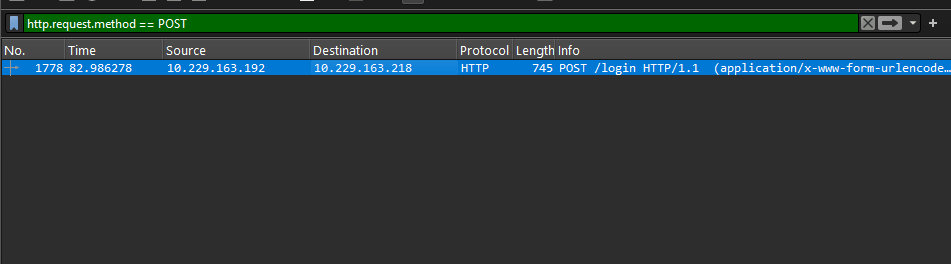 http.request.method == POST
No. Time Source Destination Protocol Length Info
1778 82.986278 10.229.163.192 10.229.163.218 HTTP 745 POST /login HTTP/1.1 (application/x-www-form-urlencode…